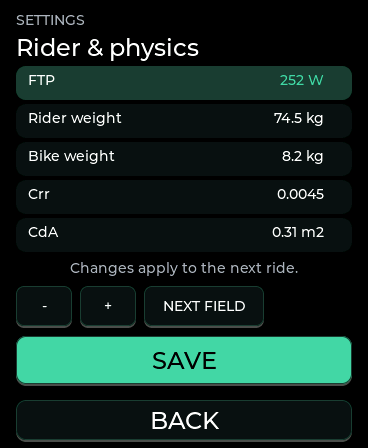 SETTINGS
Rider & physics
FTP 252 W
Rider weight 74.5 kg
Bike weight 8.2 kg
Crr 0.0045
CdA 0.31 m2
Changes apply to the next ride.
- + NEXT FIELD
SAVE
BACK